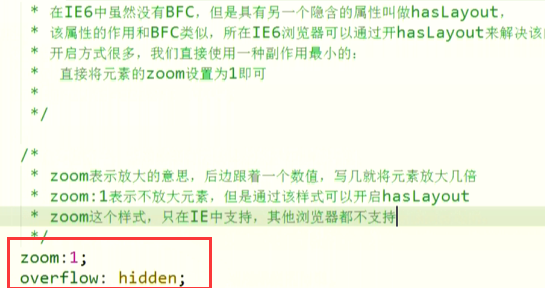 * 在IE6中虽然没有BFC，但是具有另一个隐含的属性叫做hasLayout，
* 该属性的作用和BFC类似，所在IE6浏览器可以通过开hasLayout来解决该
* 开启方式很多，我们直接使用一种副作用最小的：
* 直接将元素的zoom设置为1即可
*
*/
/*
* zoom表示放大的意思，后边跟着一个数值，写几就将元素放大几倍
* zoom:1表示不放大元素，但是通过该样式可以开启hasLayout
* zoom这个样式，只在IE中支持，其他浏览器都不支持
*/
zoom:1;
overflow: hidden;